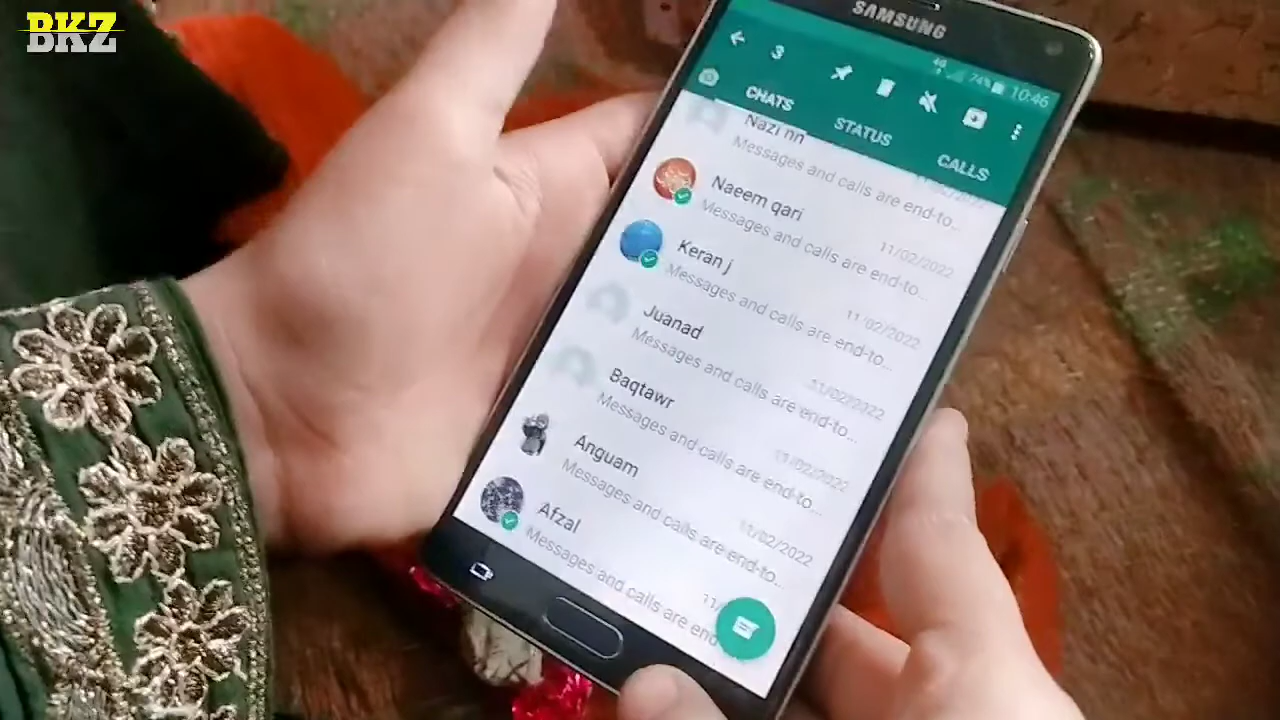 BKZ
SAMSUNG
3
4G 74% 10:46
CHATS STATUS CALLS
Nazi nn
Messages and calls are end-to...
Naeem qari 11/02/2022
Messages and calls are end-to...
Keran j 11/02/2022
Messages and calls are end-to...
Juanad 11/02/2022
Messages and calls are end-to...
Baqtawr 11/02/2022
Messages and calls are end-to...
Anguam 11/02/2022
Messages and calls are end-to...
Afzal 11/
Messages and calls are end